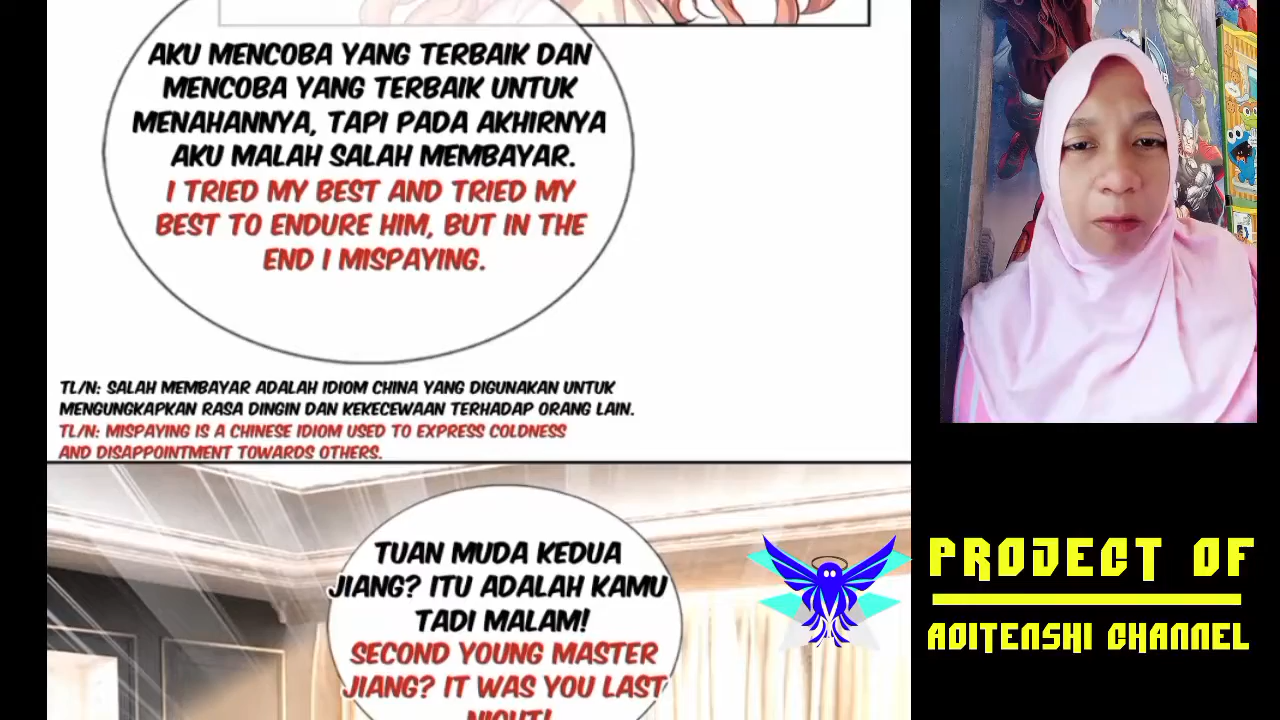 AKU MENCOBA YANG TERBAIK DAN
MENCOBA YANG TERBAIK UNTUK
MENAHANNYA, TAPI PADA AKHIRNYA
AKU MALAH SALAH MEMBAYAR.
I TRIED MY BEST AND TRIED MY
BEST TO ENDURE HIM, BUT IN THE
END I MISPAYING.
TL/N: SALAH MEMBAYAR ADALAH IDIOM CHINA YANG DIGUNAKAN UNTUK
MENGUNGKAPKAN RASA DINGIN DAN KEKECEWAAN TERHADAP ORANG LAIN.
TL/N: MISPAYING IS A CHINESE IDIOM USED TO EXPRESS COLDNESS
AND DISAPPOINTMENT TOWARDS OTHERS.
TUAN MUDA KEDUA
JIANG? ITU ADALAH KAMU
TADI MALAM!
SECOND YOUNG MASTER
JIANG? IT WAS YOU LAST
NIGHT!
PROJECT OF
AOITENSHI CHANNEL